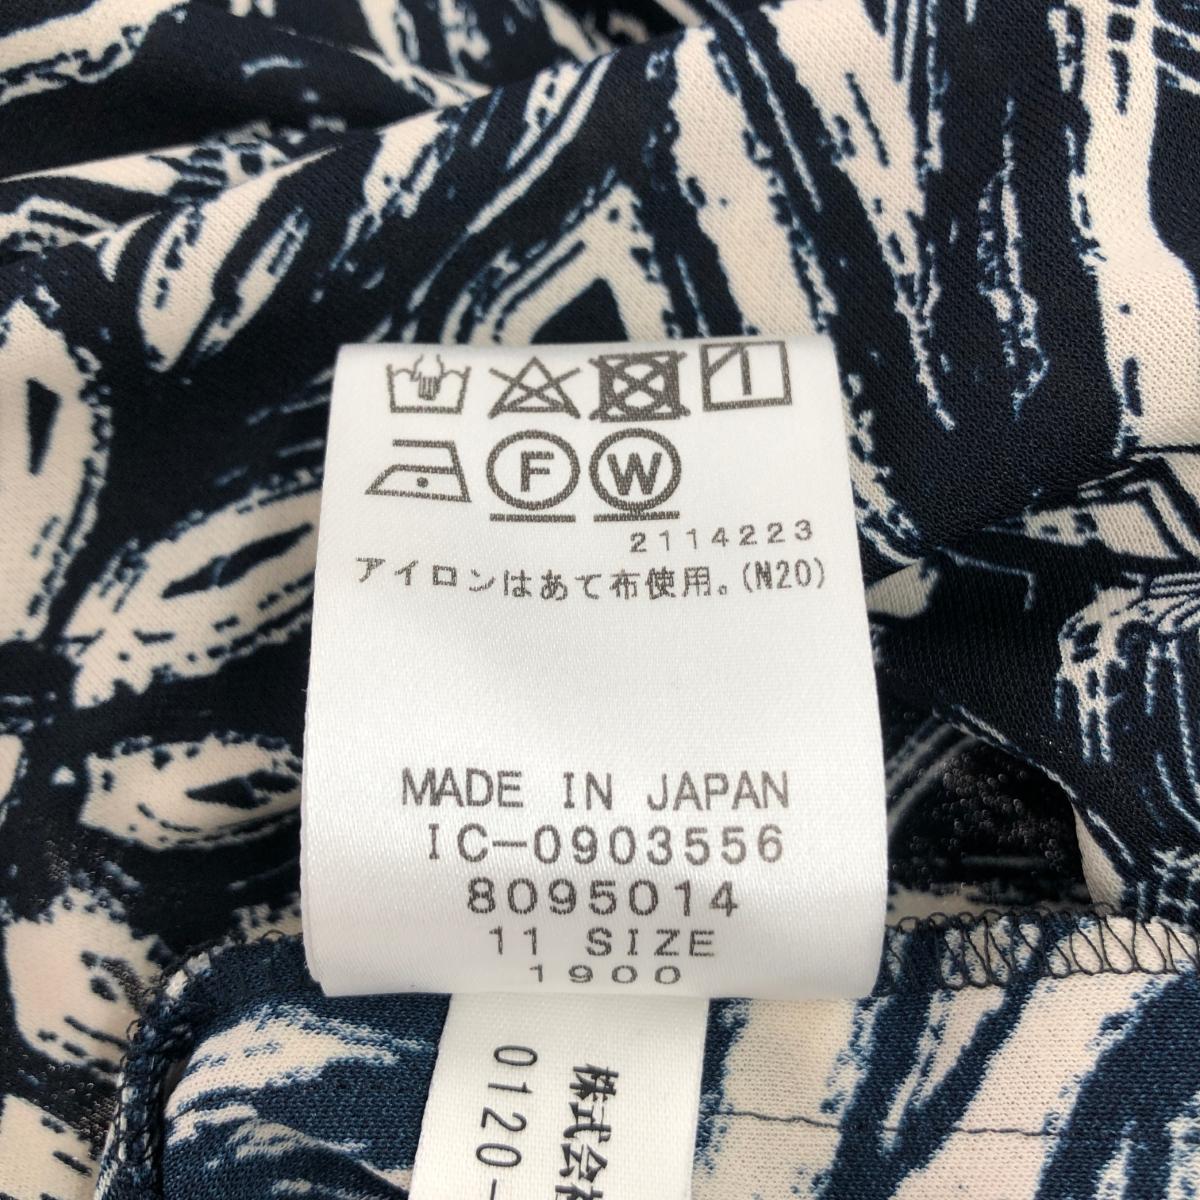 F W
2114223
アイロンはあて布使用。(N20)
MADE IN JAPAN
IC-0903556
8095014
11 SIZE
1900
株式会社
0120-